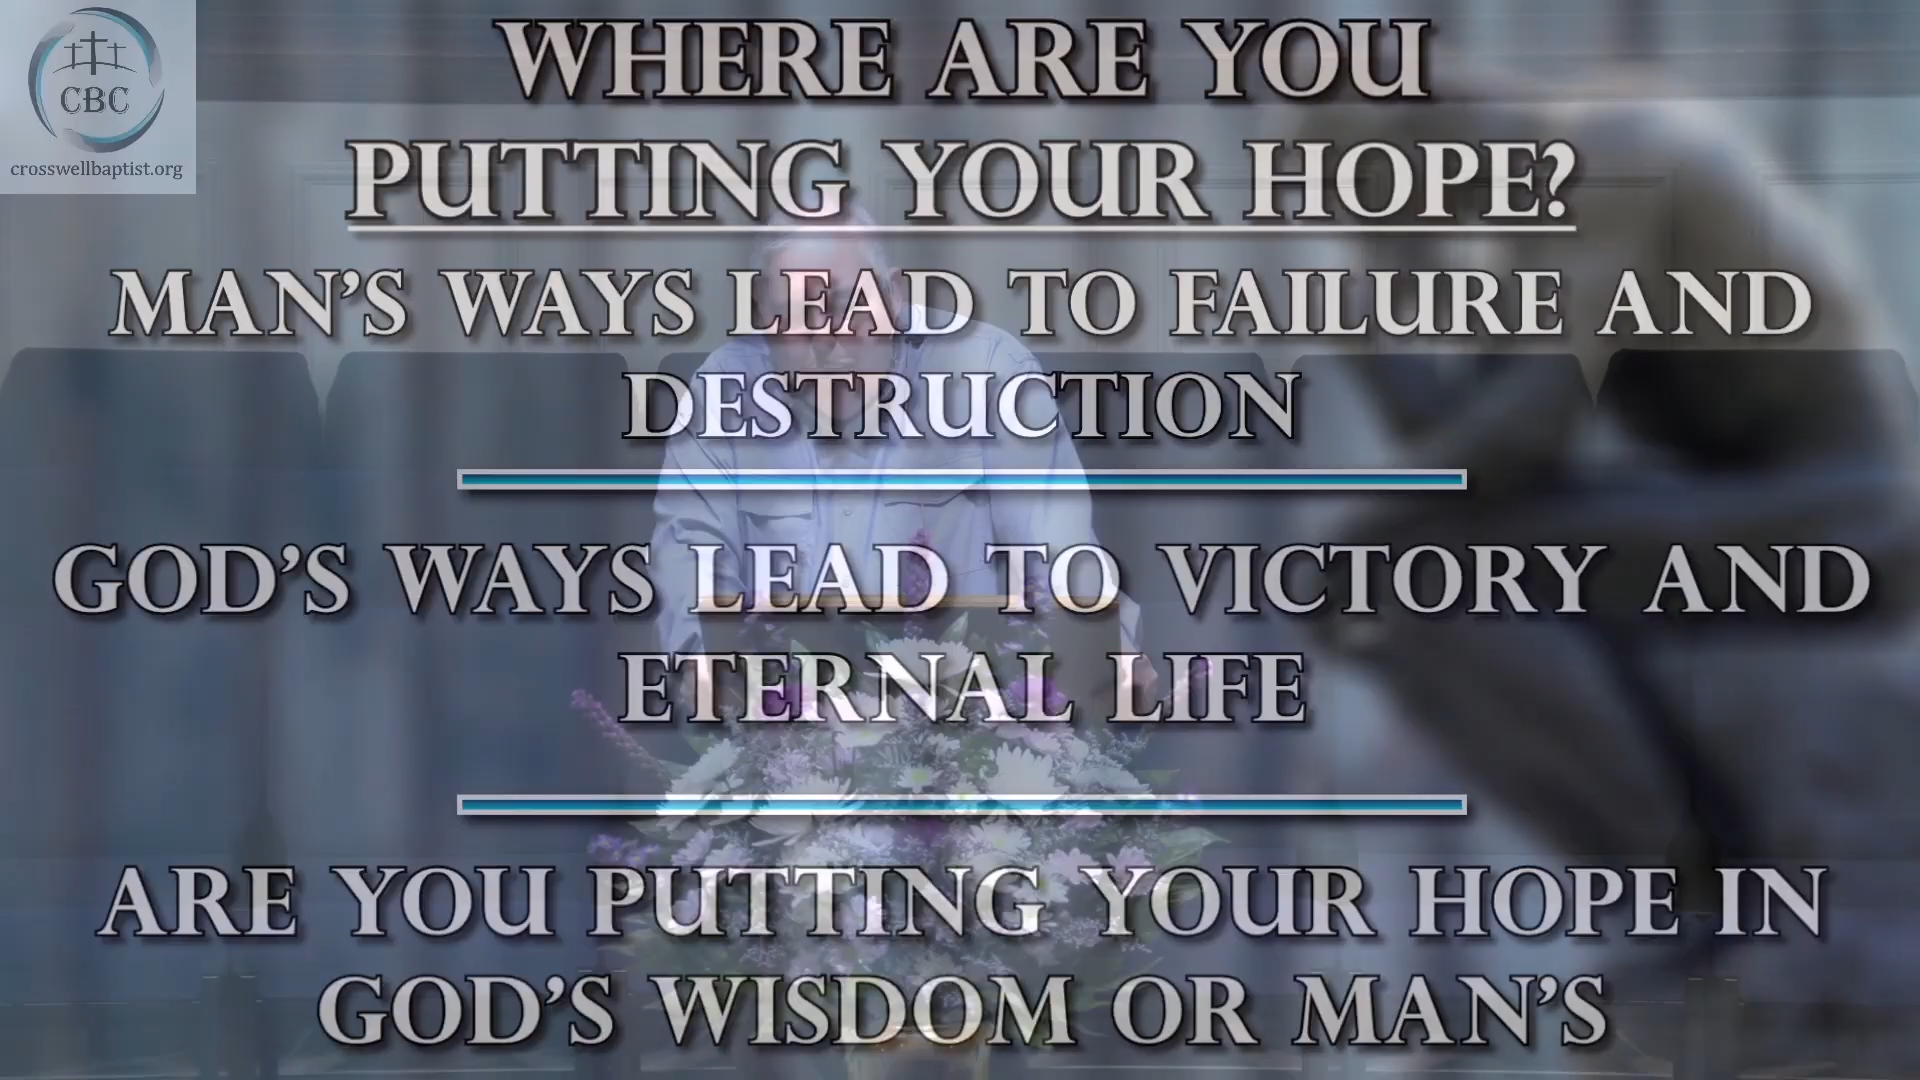 CBC
crosswellbaptist.org
WHERE ARE YOU
PUTTING YOUR HOPE?
MAN'S WAYS LEAD TO FAILURE AND
DESTRUCTION
GOD'S WAYS LEAD TO VICTORY AND
ETERNAL LIFE
ARE YOU PUTTING YOUR HOPE IN
GOD'S WISDOM OR MAN'S